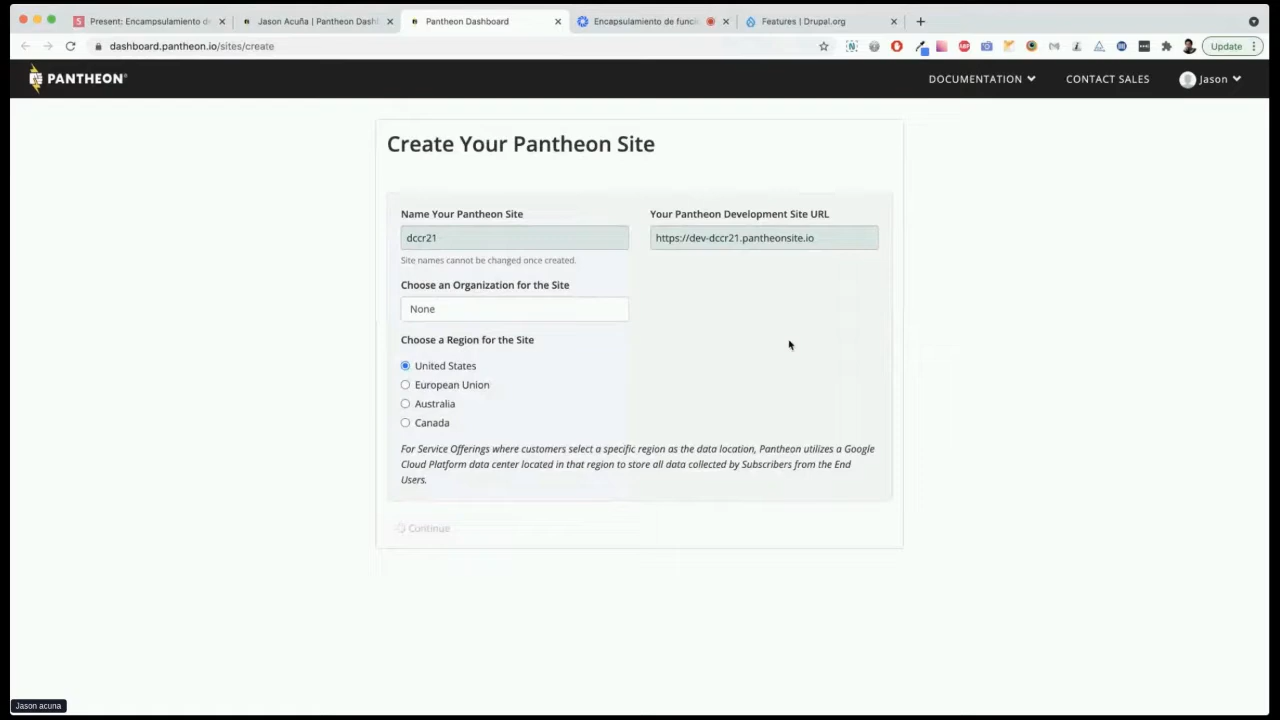 Present: Encampsulamiento de
Jason Acuña | Pantheon Dash
Pantheon Dashboard
Encapsulamiento de funci
Features | Drupal.org
dashboard.pantheon.io/sites/create
Update
PANTHEON
DOCUMENTATION
CONTACT SALES
Jason
Create Your Pantheon Site
Name Your Pantheon Site
Your Pantheon Development Site URL
dccr21
https://dev-dccr21.pantheonsite.io
Site names cannot be changed once created.
Choose an Organization for the Site
None
Choose a Region for the Site
United States
European Union
Australia
Canada
For Service Offerings where customers select a specific region as the data location, Pantheon utilizes a Google
Cloud Platform data center located in that region to store all data collected by Subscribers from the End
Users.
Continue
Jason acuna